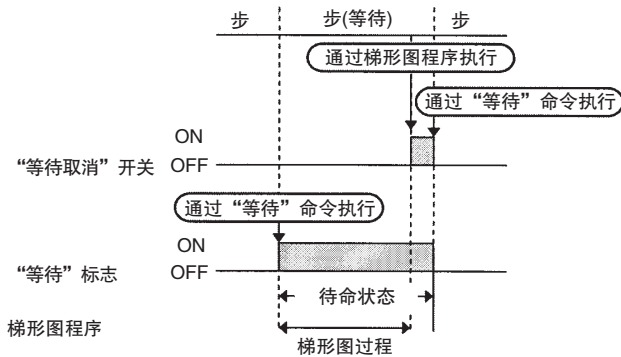 步 步(等待) 步
通过梯形图程序执行
通过“等待”命令执行
ON
“等待取消”开关 OFF
通过“等待”命令执行
ON
“等待”标志 OFF
待命状态
梯形图程序
梯形图过程